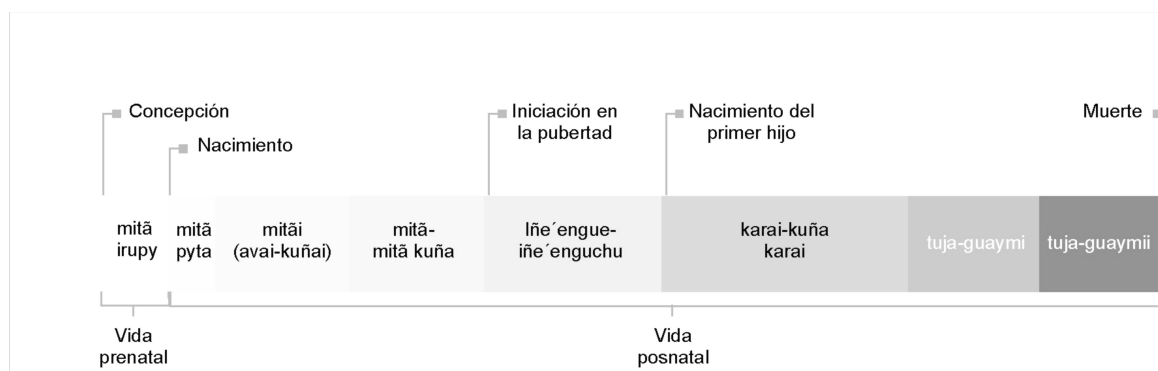 Concepción
Nacimiento
Iniciación en
la pubertad
Nacimiento del
primer hijo
Muerte
mitã
irupy
mitã
pyta
mitãi
(avai-kuñai)
mitã-
mitã kuña
Iñe´engue-
iñe´enguchu
karai-kuña
karai
tuja-guaymi
tuja-guaymii
Vida
prenatal
Vida
posnatal